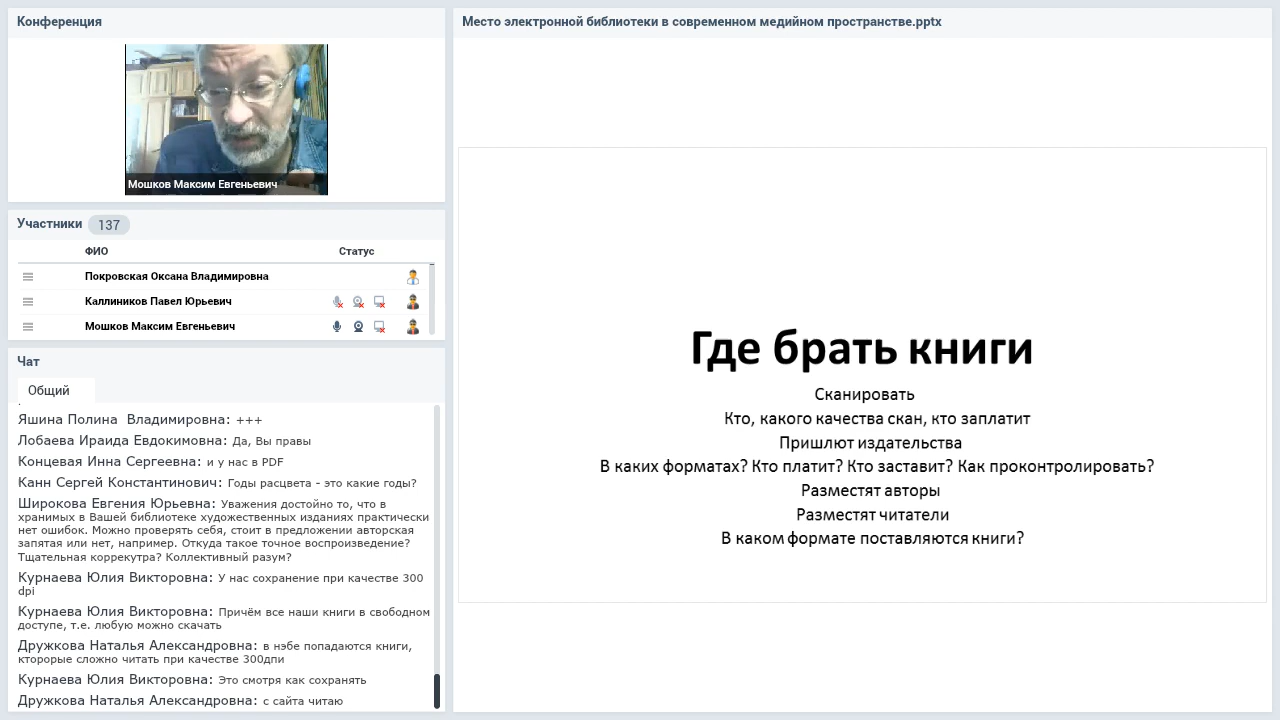 Конференция
Мошков Максим Евгеньевич
Участники 137
ФИО Статус
Покровская Оксана Владимировна
Каллиников Павел Юрьевич
Мошков Максим Евгеньевич
Чат
Общий
Яшина Полина Владимировна: +++
Лобаева Ираида Евдокимовна: Да, Вы правы
Концевая Инна Сергеевна: и у нас в PDF
Канн Сергей Константинович: Годы расцвета - это какие годы?
Широкова Евгения Юрьевна: Уважения достойно то, что в
хранимых в Вашей библиотеке художественных изданиях практически
нет ошибок. Можно проверять себя, стоит в предложении авторская
запятая или нет, например. Откуда такое точное воспроизведение?
Тщательная коррекутра? Коллективный разум?
Курнаева Юлия Викторовна: У нас сохранение при качестве 300
dpi
Курнаева Юлия Викторовна: Причём все наши книги в свободном
доступе, т.е. любую можно скачать
Дружкова Наталья Александровна: в нэбе попадаются книги,
ктоpорые сложно читать при качестве 300дпи
Курнаева Юлия Викторовна: Это смотря как сохранять
Дружкова Наталья Александровна: с сайта читаю
Место электронной библиотеки в современном медийном пространстве.pptx
Где брать книги
Сканировать
Кто, какого качества скан, кто заплатит
Пришлют издательства
В каких форматах? Кто платит? Кто заставит? Как проконтролировать?
Разместят авторы
Разместят читатели
В каком формате поставляются книги?